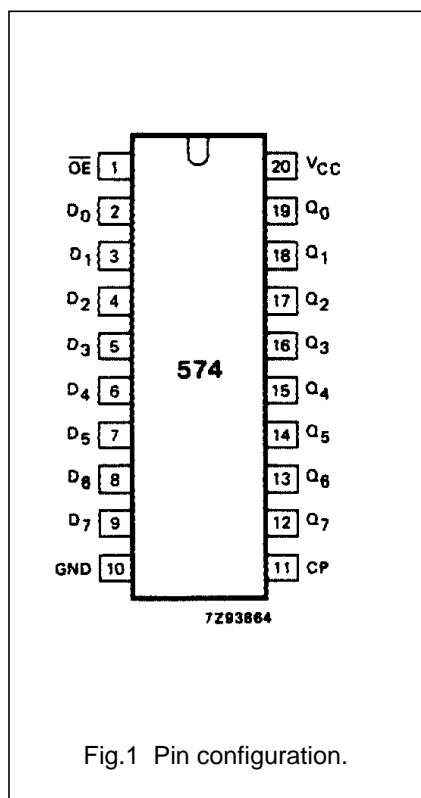 O̅E̅ 1 20 VCC
D0 2 19 Q0
D1 3 18 Q1
D2 4 17 Q2
D3 5 16 Q3
D4 6 574 15 Q4
D5 7 14 Q5
D6 8 13 Q6
D7 9 12 Q7
GND 10 11 CP
7Z93864
Fig.1 Pin configuration.